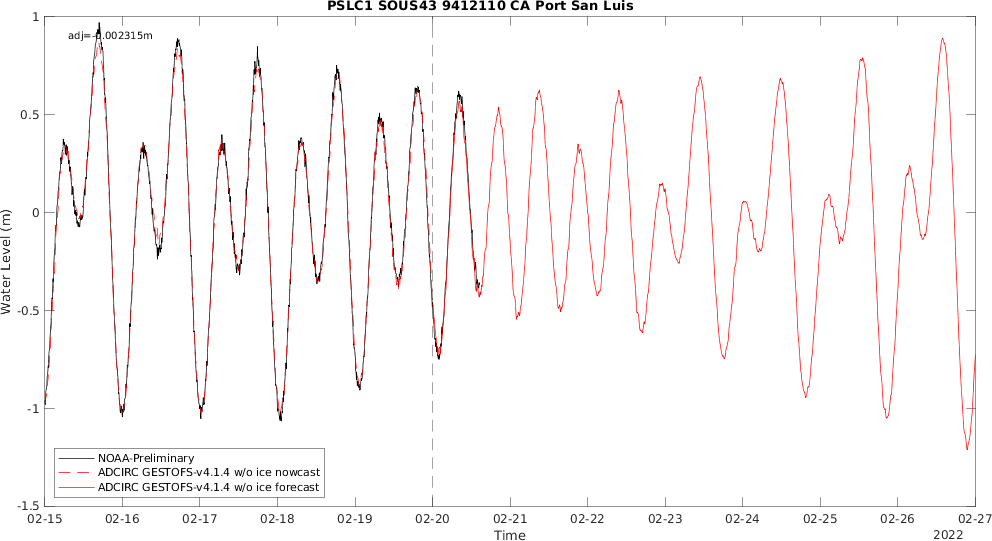 PSLC1 SOUS43 9412110 CA Port San Luis
adj=-0.002315m
1
0.5
0
-0.5
-1
-1.5
Water Level (m)
NOAA-Preliminary
ADCIRC GESTOFS-v4.1.4 w/o ice nowcast
ADCIRC GESTOFS-v4.1.4 w/o ice forecast
02-15 02-16 02-17 02-18 02-19 02-20 02-21 02-22 02-23 02-24 02-25 02-26 02-27
Time
2022